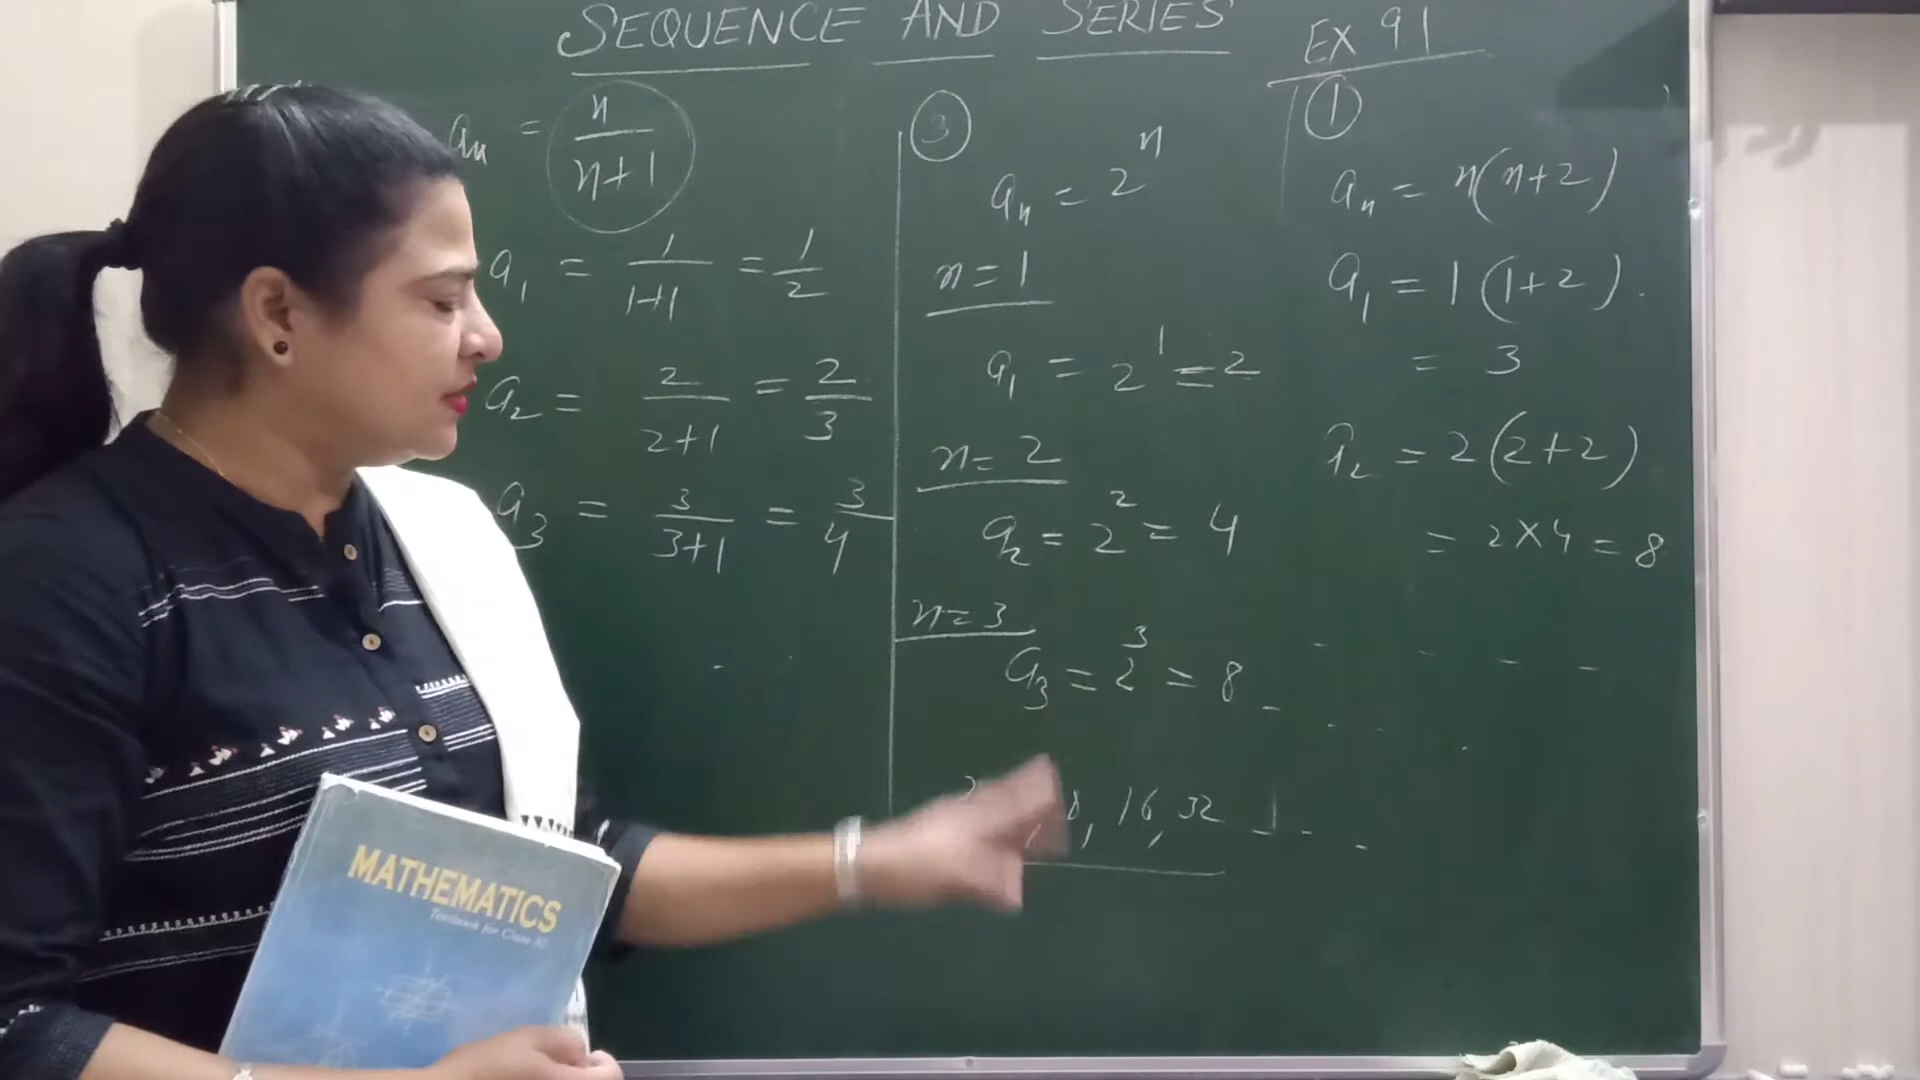 SEQUENCE AND SERIES
EX 9.1
aₙ = n/(n+1)
a₁ = 1/(1+1) = 1/2
a₂ = 2/(2+1) = 2/3
a₃ = 3/(3+1) = 3/4
③
aₙ = 2ⁿ
n=1
a₁ = 2¹ = 2
n=2
a₂ = 2² = 4
n=3
a₃ = 2³ = 8 - - -
2 , 8, 16, 32
①
aₙ = n(n+2)
a₁ = 1(1+2).
= 3
a₂ = 2(2+2)
= 2×4 = 8
- - - -
MATHEMATICS
Textbook for Class XI